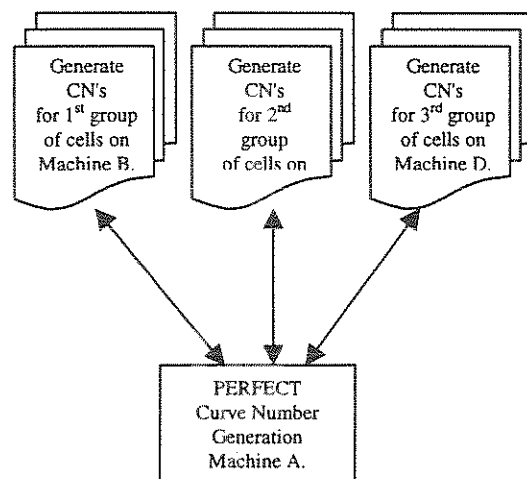 Generate
CN's
for 1st group
of cells on
Machine B.
Generate
CN's
for 2nd
group
of cells on
Generate
CN's
for 3rd group
of cells on
Machine D.
PERFECT
Curve Number
Generation
Machine A.